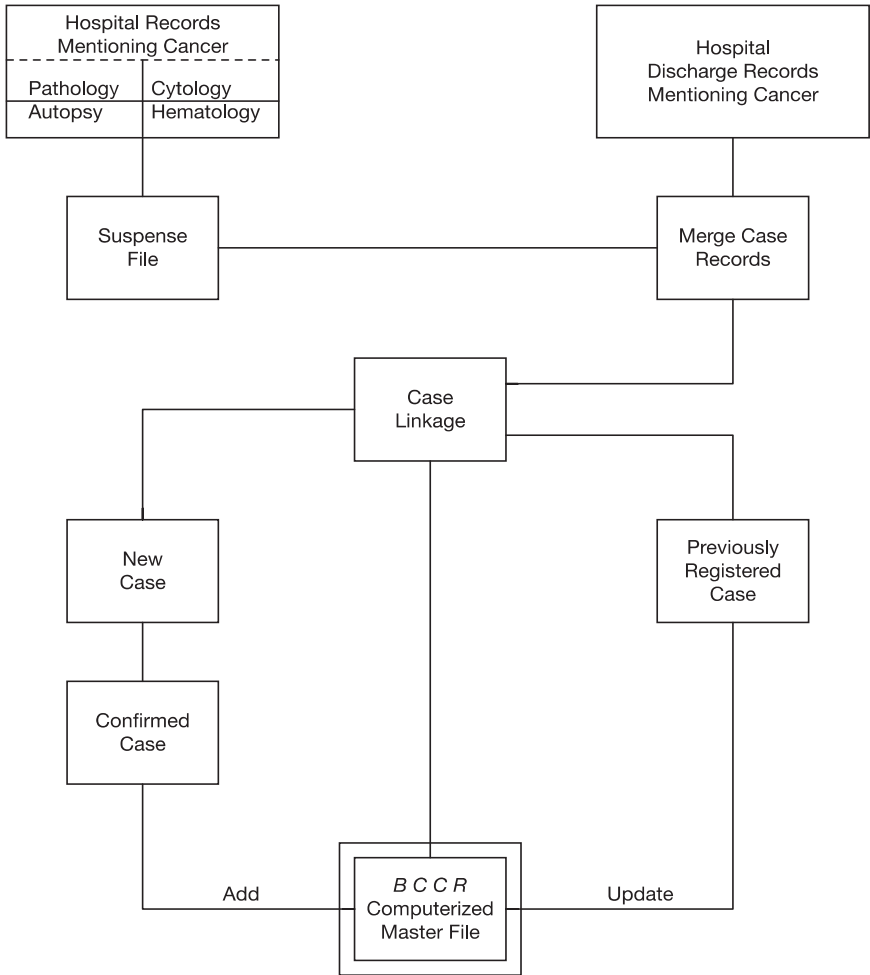 Hospital Records
Mentioning Cancer
Pathology Cytology
Autopsy Hematology
Hospital
Discharge Records
Mentioning Cancer
Suspense
File
Merge Case
Records
Case
Linkage
New
Case
Previously
Registered
Case
Confirmed
Case
Add
B C C R
Computerized
Master File
Update